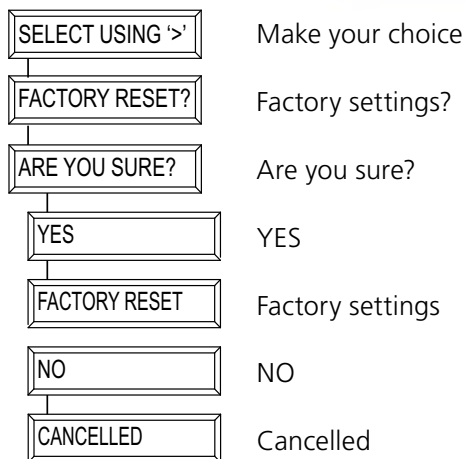 SELECT USING ‘>’ Make your choice
FACTORY RESET? Factory settings?
ARE YOU SURE? Are you sure?
YES YES
FACTORY RESET Factory settings
NO NO
CANCELLED Cancelled